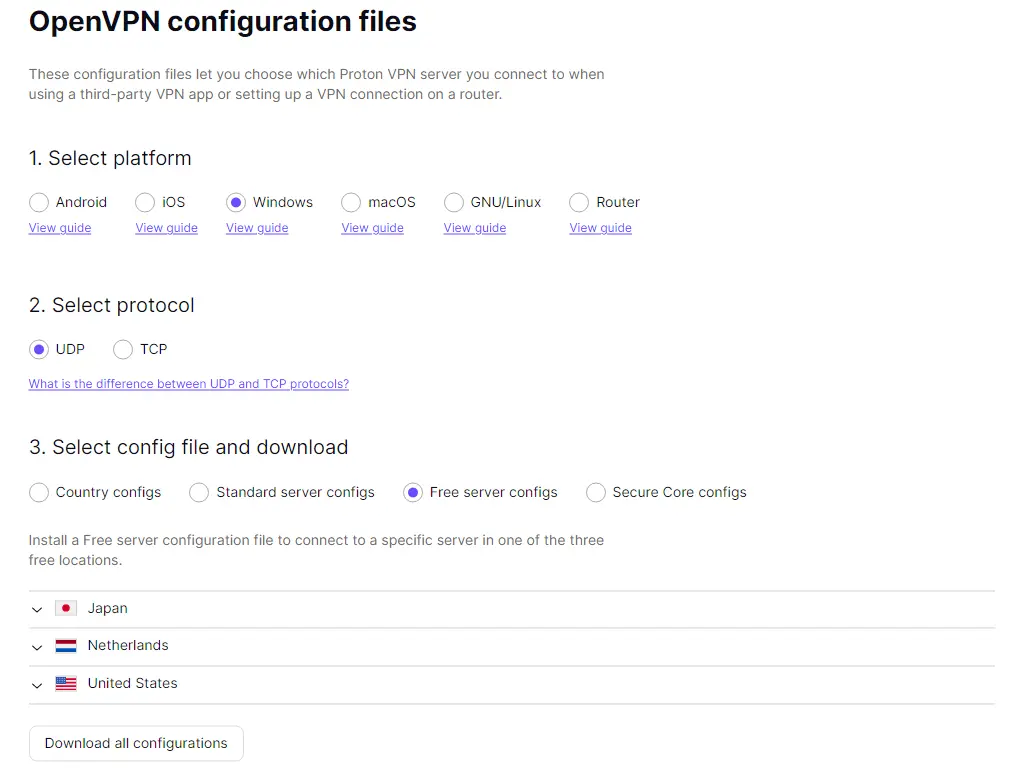 OpenVPN configuration files
These configuration files let you choose which Proton VPN server you connect to when
using a third-party VPN app or setting up a VPN connection on a router.
1. Select platform
Android iOS Windows macOS GNU/Linux Router
View guide View guide View guide View guide View guide View guide
2. Select protocol
UDP TCP
What is the difference between UDP and TCP protocols?
3. Select config file and download
Country configs Standard server configs Free server configs Secure Core configs
Install a Free server configuration file to connect to a specific server in one of the three
free locations.
Japan
Netherlands
United States
Download all configurations